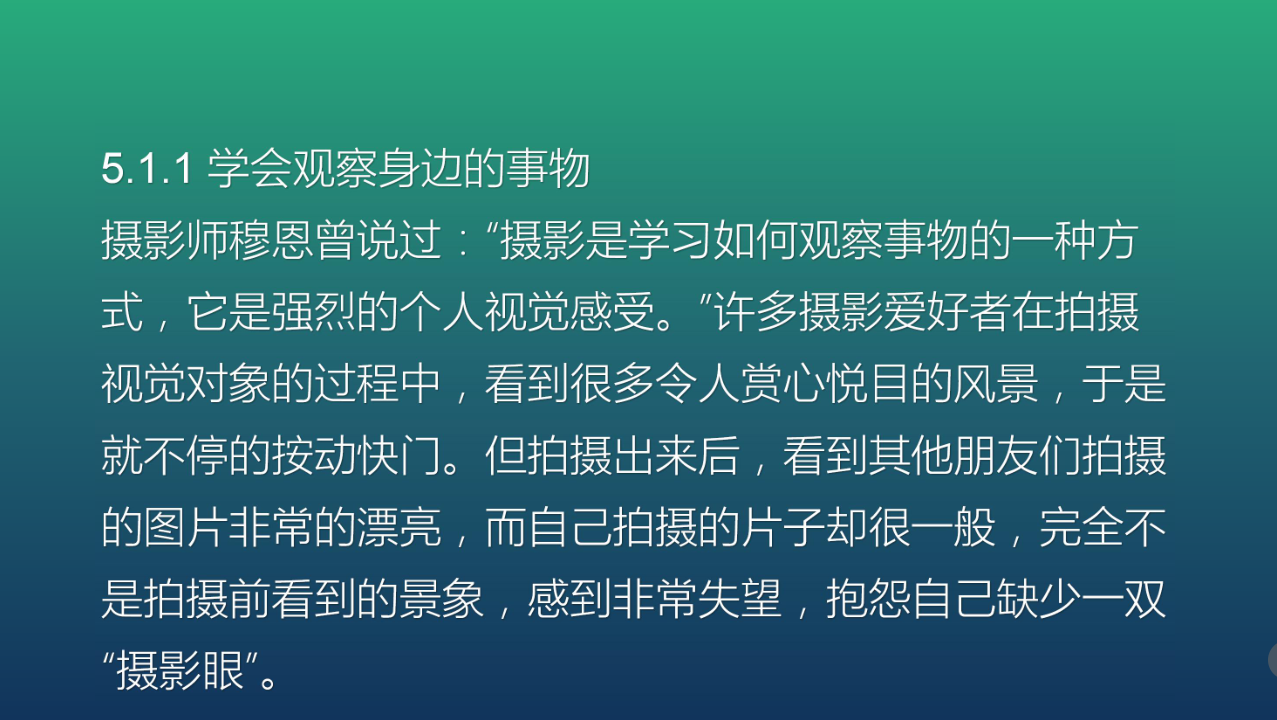 5.1.1 学会观察身边的事物
摄影师穆恩曾说过：“摄影是学习如何观察事物的一种方
式，它是强烈的个人视觉感受。”许多摄影爱好者在拍摄
视觉对象的过程中，看到很多令人赏心悦目的风景，于是
就不停的按动快门。但拍摄出来后，看到其他朋友们拍摄
的图片非常的漂亮，而自己拍摄的片子却很一般，完全不
是拍摄前看到的景象，感到非常失望，抱怨自己缺少一双
“摄影眼”。